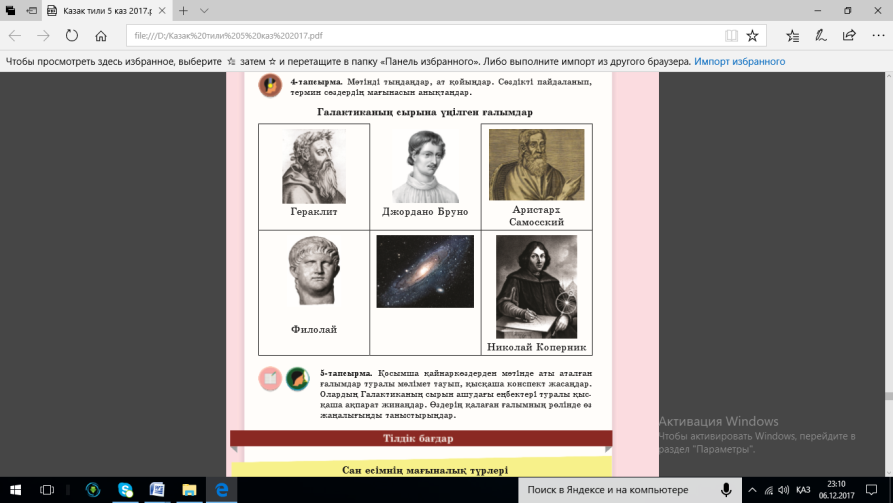 Казак тили 5 каз 2017.p
file:///D:/Казак%20тили%205%20каз%202017.pdf
Чтобы просмотреть здесь избранное, выберите затем и перетащите в папку «Панель избранного». Либо выполните импорт из другого браузера. Импорт избранного
4-тапсырма. Мәтінді тыңдаңдар, ат қойыңдар. Сөздікті пайдаланып,
термин сөздердің мағынасын анықтаңдар.
Галактиканың сырына үңілген ғалымдар
Гераклит
Джордано Бруно
Аристарх
Самосский
Филолай
Николай Коперник
5-тапсырма. Қосымша қайнаркөздерден мәтінде аты аталған
ғалымдар туралы мәлімет тауып, қысқаша конспект жасаңдар.
Олардың Галактиканың сырын ашудағы еңбектері туралы қыс-
қаша ақпарат жинаңдар. Өздерің қалаған ғалымның рөлінде өз
жаңалығыңды таныстырыңдар.
Тілдік бағдар
Сан есімнің мағыналық түрлері
Активация Windows
Чтобы активировать Windows, перейдите в
раздел "Параметры".
Поиск в Яндексе и на компьютере
ҚАЗ
23:10
06.12.2017